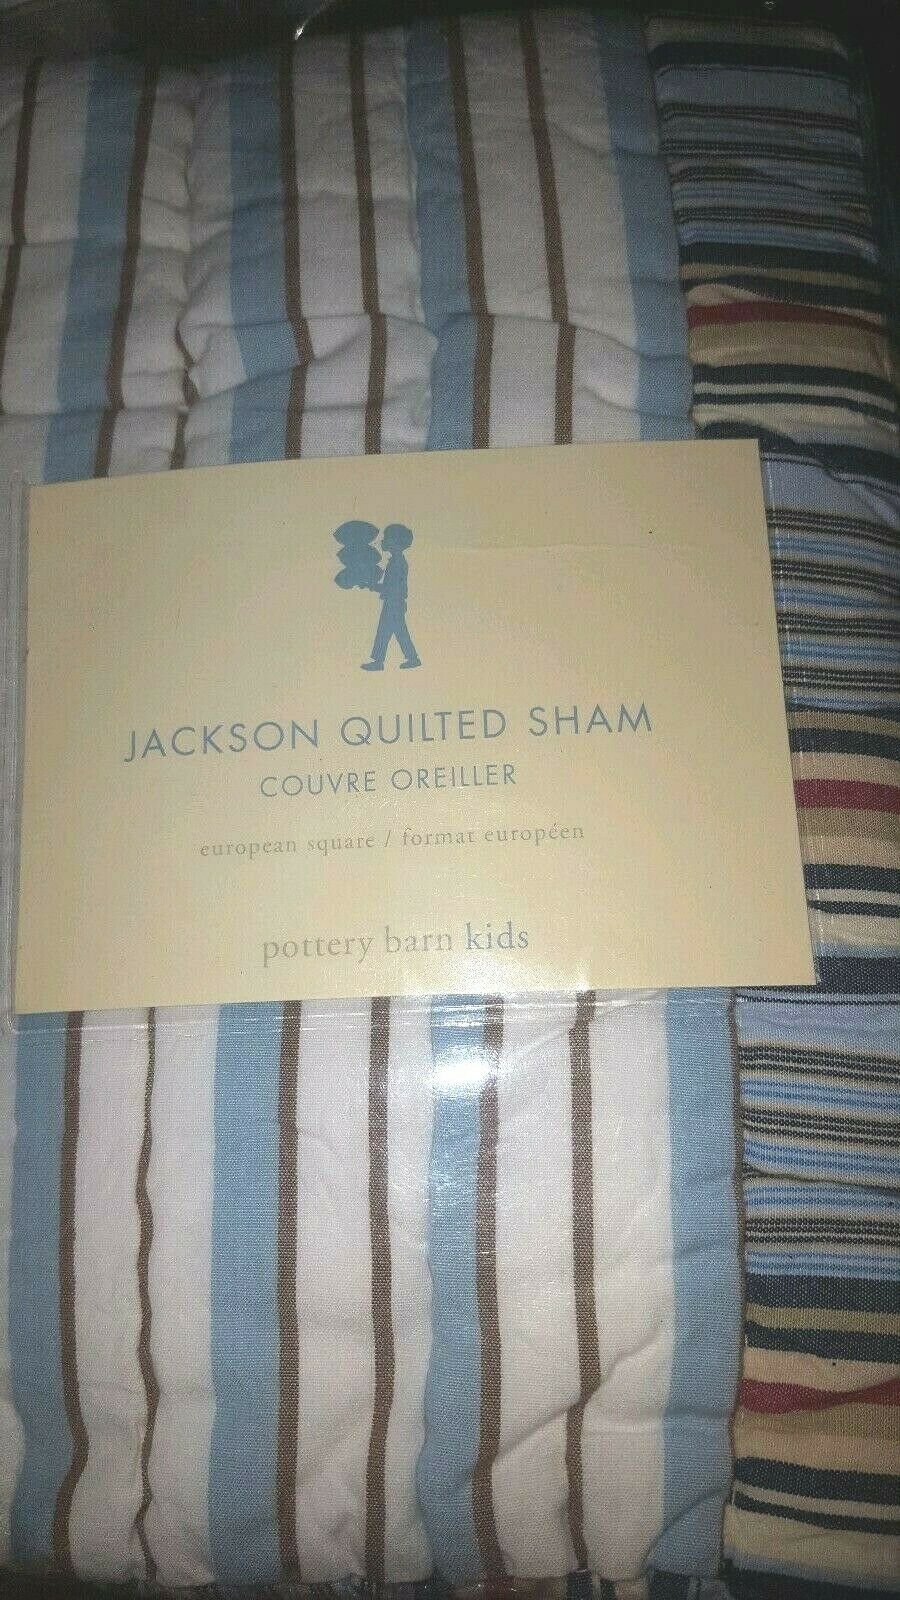 JACKSON QUILTED SHAM
COUVRE OREILLER
european square / format européen
pottery barn kids